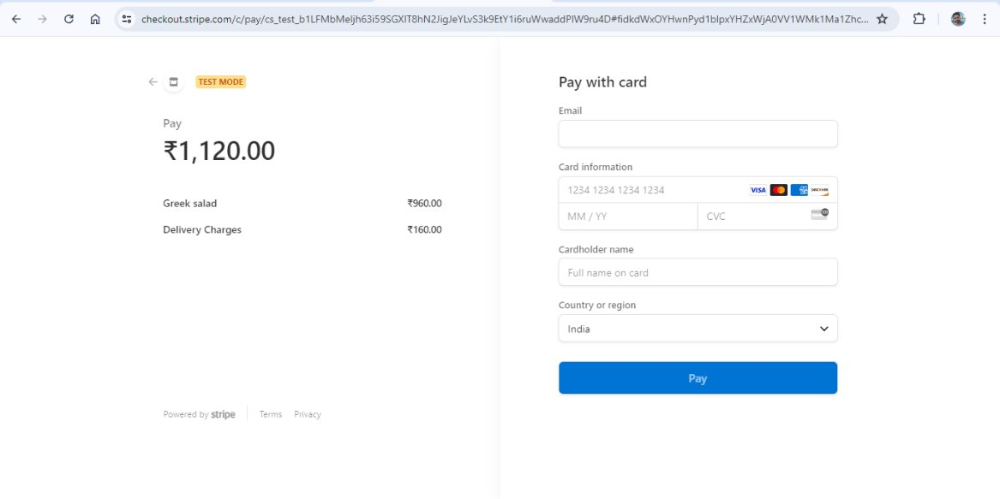 checkout.stripe.com/c/pay/cs_test_b1LFMbMeIjh63i59SGXIT8hN2JigJeYLvS3k9EtY1i6ruWwaddPIW9ru4D#fidkdWxOYHwnPyd1blpxYHZxWjA0VV1WMk1Ma1Zhc...
TEST MODE
Pay
₹1,120.00
Greek salad ₹960.00
Delivery Charges ₹160.00
Powered by stripe Terms Privacy
Pay with card
Email
Card information
1234 1234 1234 1234 VISA DISCOVER
MM / YY CVC
Cardholder name
Full name on card
Country or region
India
Pay